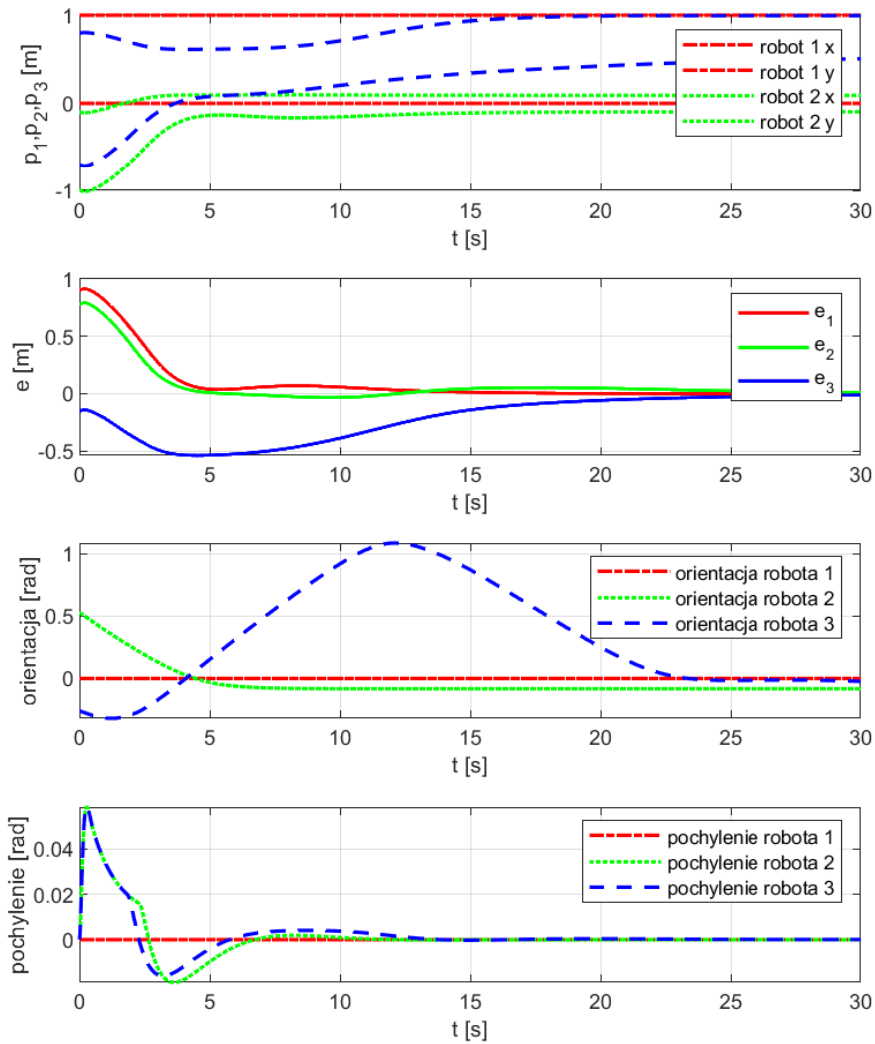 p1,p2,p3 [m]
1
0
-1
robot 1 x
robot 1 y
robot 2 x
robot 2 y
0 5 10 15 20 25 30
t [s]
e [m]
1
0.5
0
-0.5
e1
e2
e3
0 5 10 15 20 25 30
t [s]
orientacja [rad]
1
0.5
0
orientacja robota 1
orientacja robota 2
orientacja robota 3
0 5 10 15 20 25 30
t [s]
pochylenie [rad]
0.04
0.02
0
pochylenie robota 1
pochylenie robota 2
pochylenie robota 3
0 5 10 15 20 25 30
t [s]